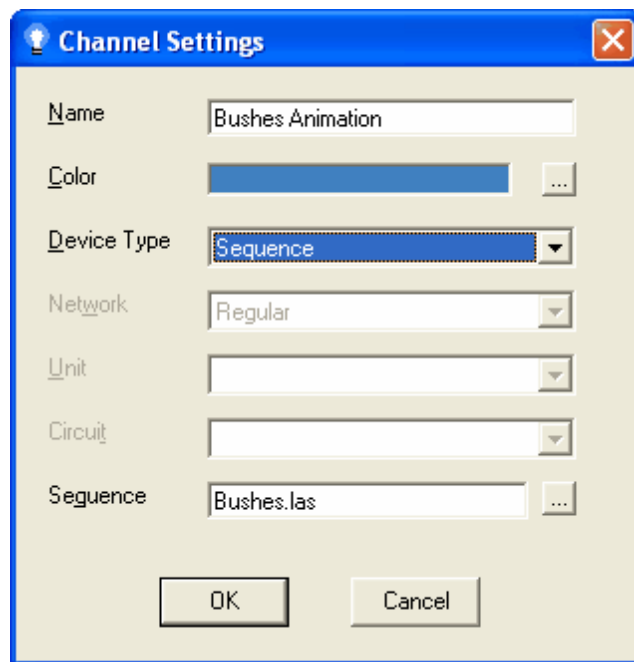 Channel Settings
Name Bushes Animation
Color ...
Device Type Sequence
Network Regular
Unit
Circuit
Sequence Bushes.las ...
OK Cancel